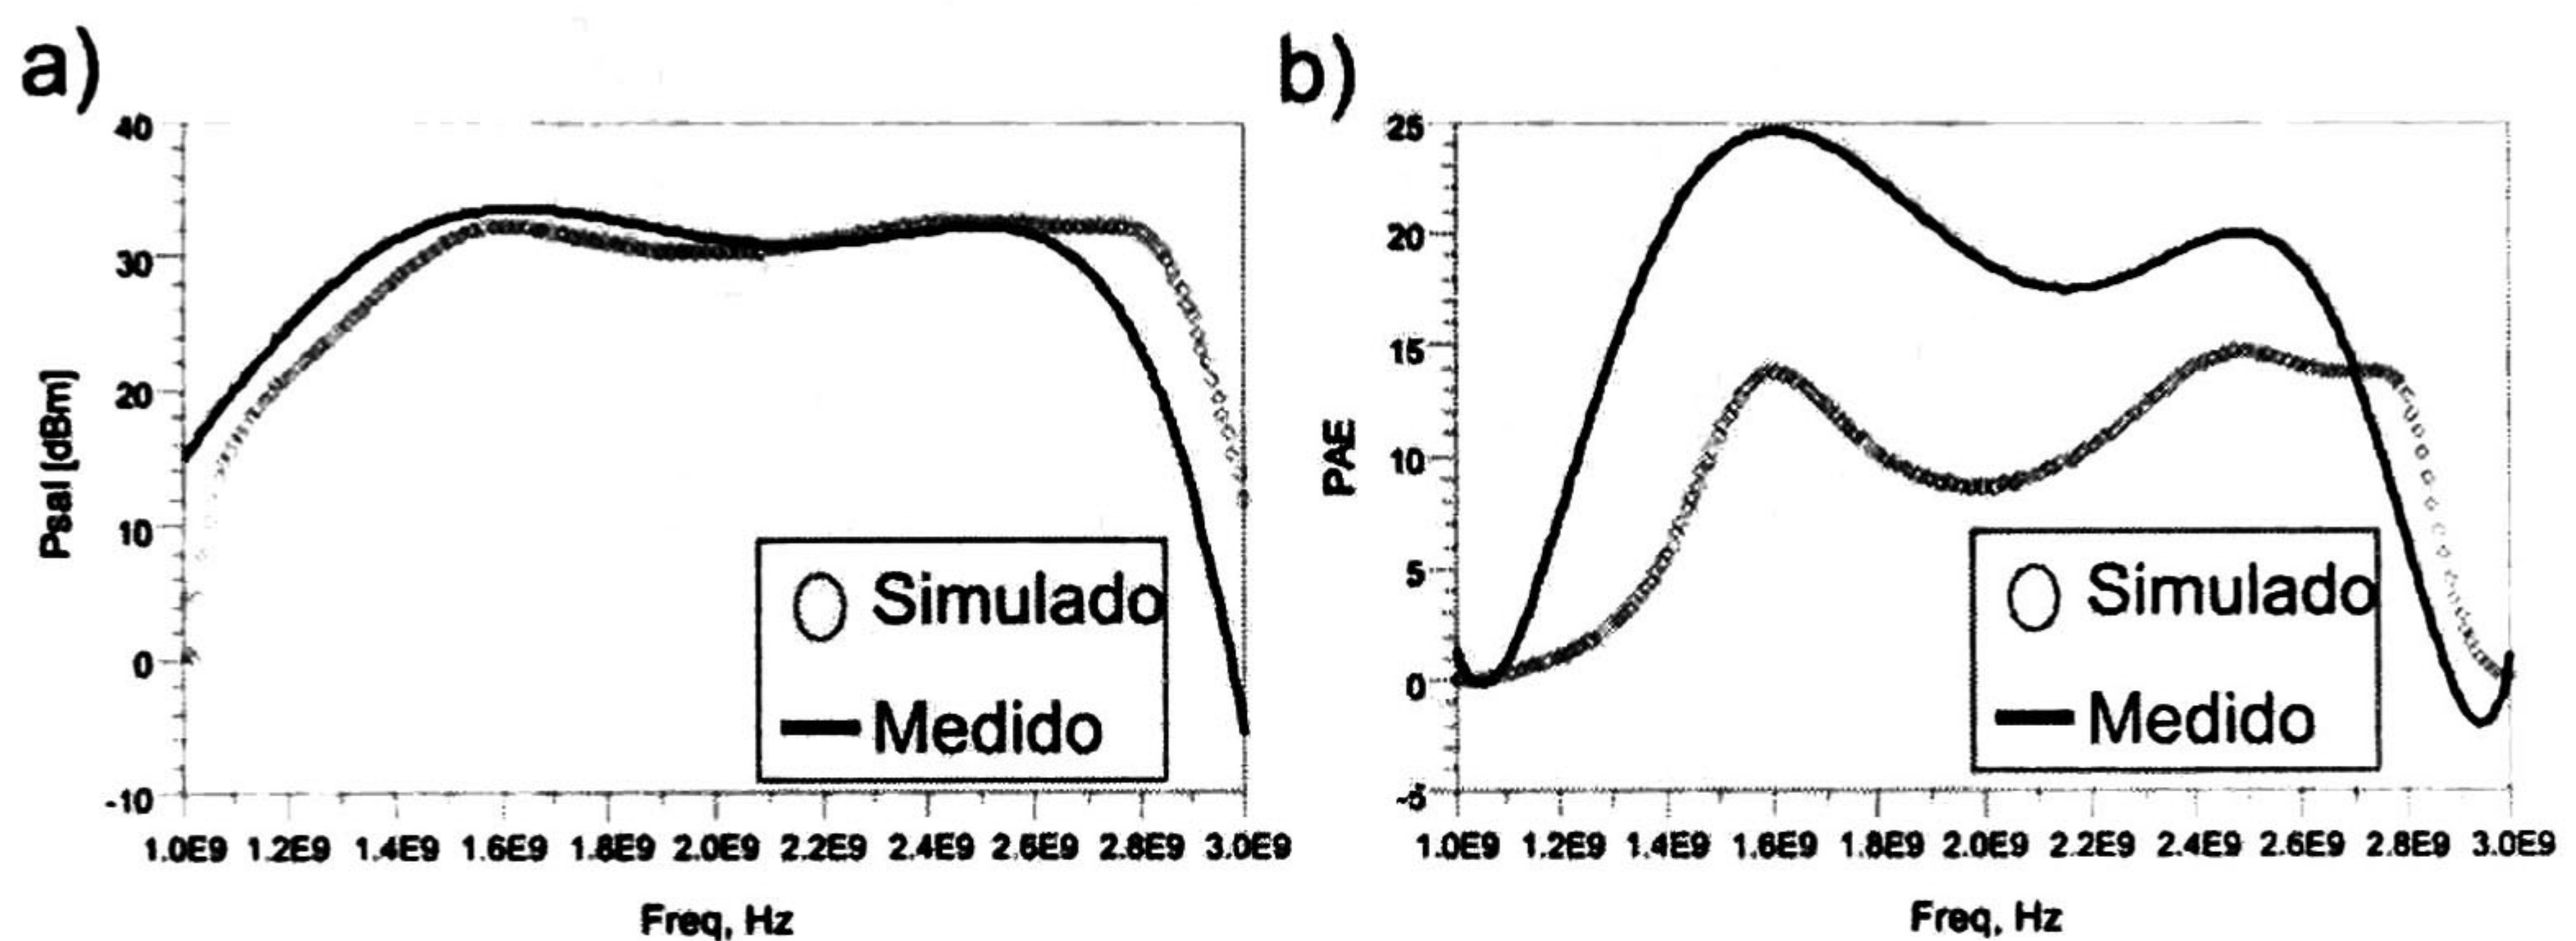 a)
40
30
20
10
0
-10
Psal [dBm]
1.0E9 1.2E9 1.4E9 1.6E9 1.8E9 2.0E9 2.2E9 2.4E9 2.6E9 2.8E9 3.0E9
Freq, Hz
Simulado
Medido
b)
25
20
15
10
5
0
-5
PAE
1.0E9 1.2E9 1.4E9 1.6E9 1.8E9 2.0E9 2.2E9 2.4E9 2.6E9 2.8E9 3.0E9
Freq, Hz
Simulado
Medido